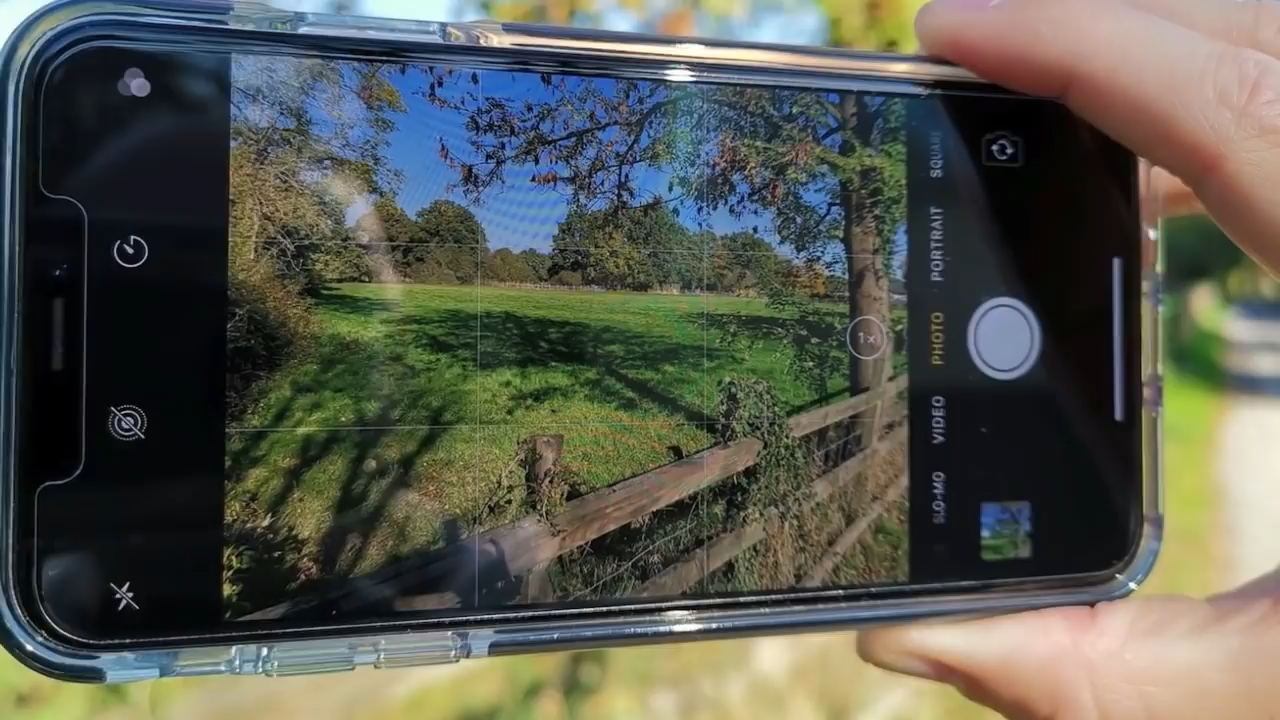 SQUARE
PORTRAIT
PHOTO
VIDEO
SLO-MO
1x